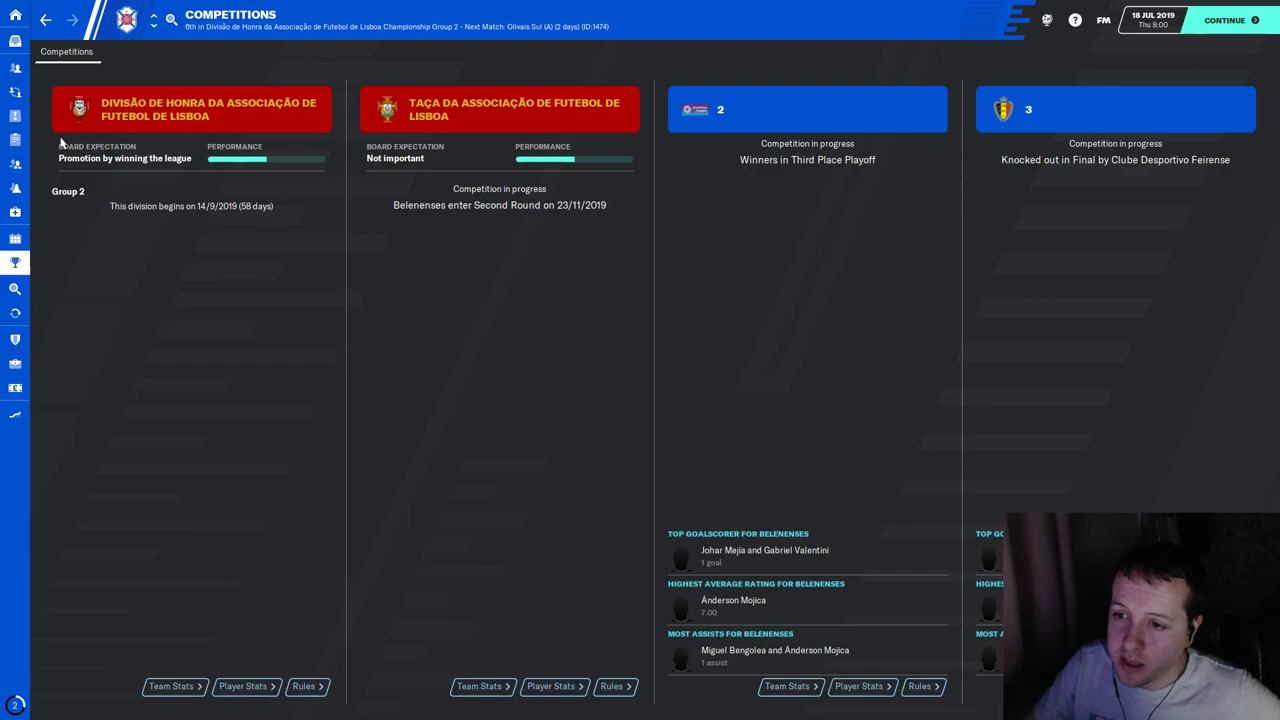 COMPETITIONS
6th in Divisão de Honra da Associação de Futebol de Lisboa Championship Group 2 - Next Match: Olivais Sul (A) (2 days) (ID:1474)
FM
18 JUL 2019
Thu 8:00
CONTINUE
Competitions
DIVISÃO DE HONRA DA ASSOCIAÇÃO DE
FUTEBOL DE LISBOA
BOARD EXPECTATION
PERFORMANCE
Promotion by winning the league
Group 2
This division begins on 14/9/2019 (58 days)
Team Stats
Player Stats
Rules
TAÇA DA ASSOCIAÇÃO DE FUTEBOL DE
LISBOA
BOARD EXPECTATION
PERFORMANCE
Not important
Competition in progress
Belenenses enter Second Round on 23/11/2019
Team Stats
Player Stats
Rules
2
Competition in progress
Winners in Third Place Playoff
TOP GOALSCORER FOR BELENENSES
Johar Mejía and Gabriel Valentini
1 goal
HIGHEST AVERAGE RATING FOR BELENENSES
Ánderson Mojica
7.00
MOST ASSISTS FOR BELENENSES
Miguel Bengolea and Ánderson Mojica
1 assist
Team Stats
Player Stats
Rules
3
Competition in progress
Knocked out in Final by Clube Desportivo Feirense
TOP GO
HIGHES
MOST A
2